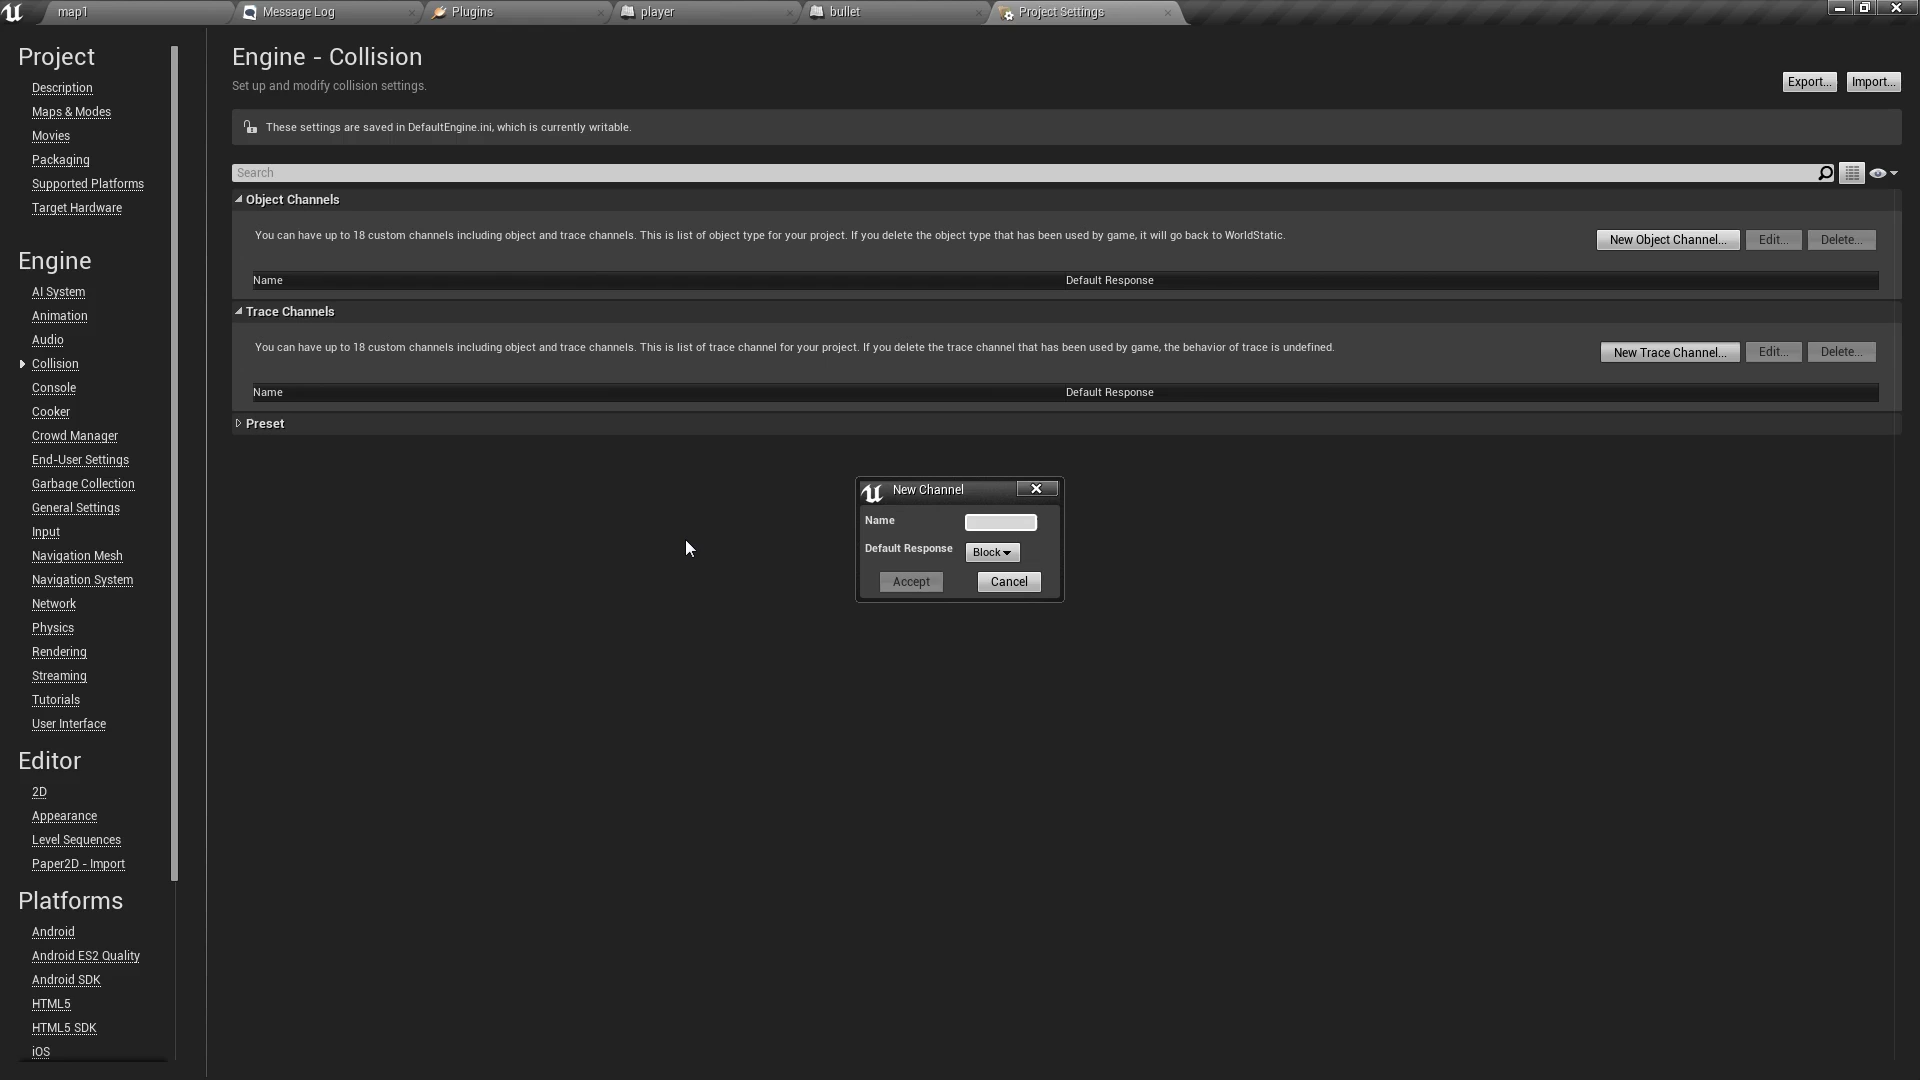 map1
Message Log
Plugins
player
bullet
Project Settings
Project
Description
Maps & Modes
Movies
Packaging
Supported Platforms
Target Hardware
Engine
AI System
Animation
Audio
Collision
Console
Cooker
Crowd Manager
End-User Settings
Garbage Collection
General Settings
Input
Navigation Mesh
Navigation System
Network
Physics
Rendering
Streaming
Tutorials
User Interface
Editor
2D
Appearance
Level Sequences
Paper2D - Import
Platforms
Android
Android ES2 Quality
Android SDK
HTML5
HTML5 SDK
iOS
Engine - Collision
Set up and modify collision settings.
Export...
Import...
These settings are saved in DefaultEngine.ini, which is currently writable.
Search
Object Channels
You can have up to 18 custom channels including object and trace channels. This is list of object type for your project. If you delete the object type that has been used by game, it will go back to WorldStatic.
New Object Channel...
Edit...
Delete...
Name
Default Response
Trace Channels
You can have up to 18 custom channels including object and trace channels. This is list of trace channel for your project. If you delete the trace channel that has been used by game, the behavior of trace is undefined.
New Trace Channel...
Edit...
Delete...
Name
Default Response
Preset
New Channel
Name
Default Response
Block
Accept
Cancel